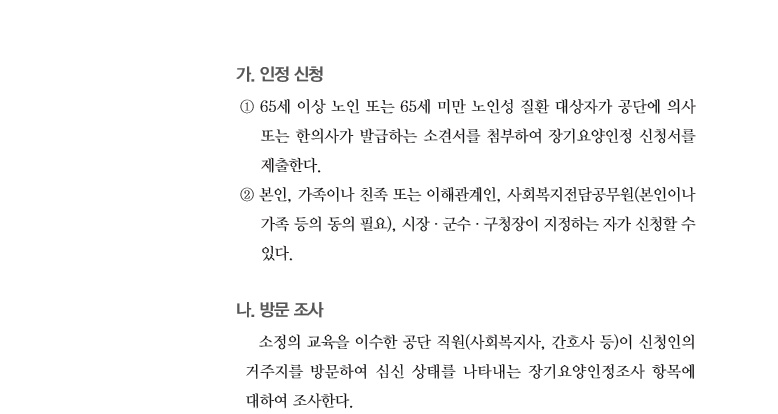 가. 인정 신청
① 65세 이상 노인 또는 65세 미만 노인성 질환 대상자가 공단에 의사
또는 한의사가 발급하는 소견서를 첨부하여 장기요양인정 신청서를
제출한다.
② 본인, 가족이나 친족 또는 이해관계인, 사회복지전담공무원(본인이나
가족 등의 동의 필요), 시장 · 군수 · 구청장이 지정하는 자가 신청할 수
있다.
나. 방문 조사
소정의 교육을 이수한 공단 직원(사회복지사, 간호사 등)이 신청인의
거주지를 방문하여 심신 상태를 나타내는 장기요양인정조사 항목에
대하여 조사한다.